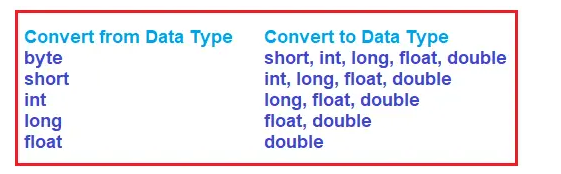 Convert from Data Type Convert to Data Type
byte short, int, long, float, double
short int, long, float, double
int long, float, double
long float, double
float double